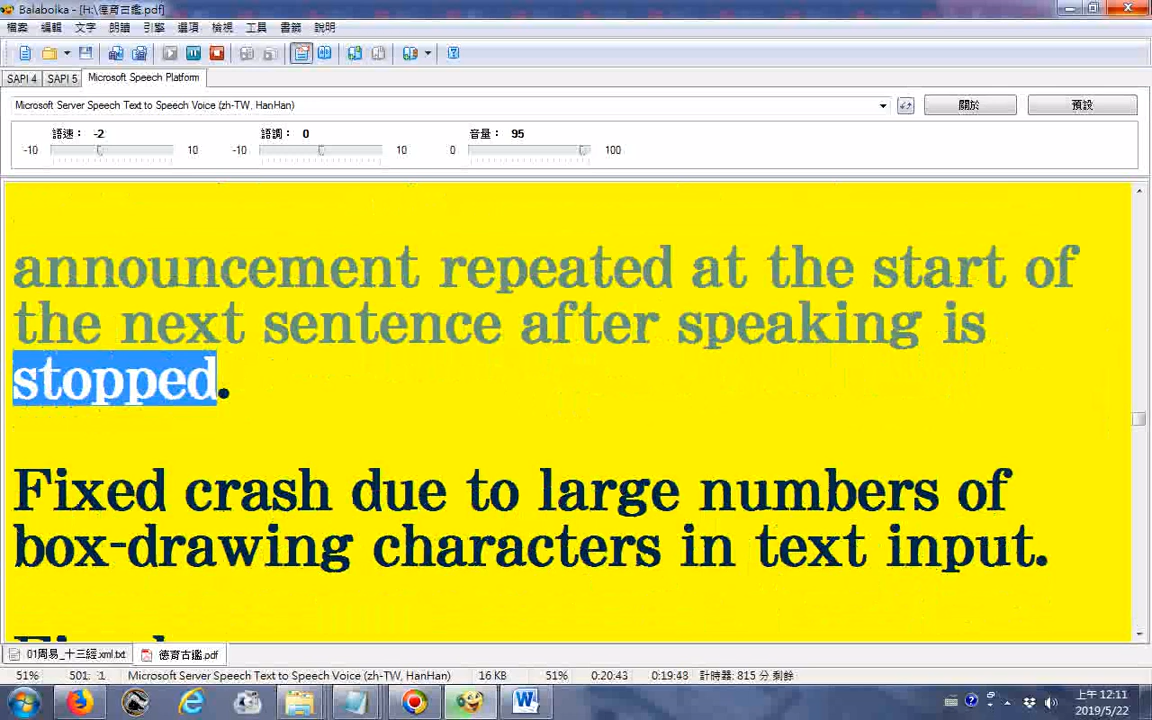 Balabolka - [H:\德育古鑑.pdf]
檔案 編輯 文字 朗讀 引擎 選項 檢視 工具 書籤 說明
SAPI 4 SAPI 5 Microsoft Speech Platform
Microsoft Server Speech Text to Speech Voice (zh-TW, HanHan) 關於 預設
語速： -2 語調： 0 音量： 95
-10 10 -10 10 0 100
announcement repeated at the start of
the next sentence after speaking is
stopped.
Fixed crash due to large numbers of
box-drawing characters in text input.
Fixed
01周易_十三經.xml.txt 德育古鑑.pdf
51% 501: 1 Microsoft Server Speech Text to Speech Voice (zh-TW, HanHan) 16 KB 51% 0:20:43 0:19:48 計時器: 815 分 剩餘
上午 12:11
2019/5/22